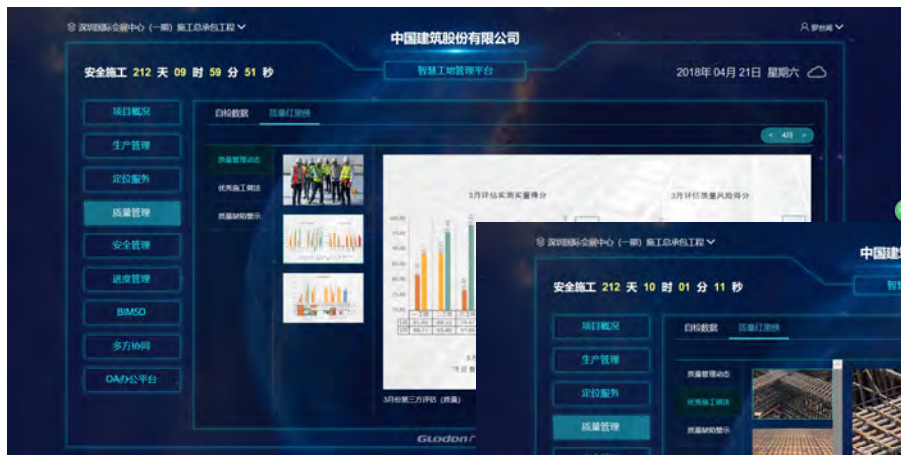 深圳国际会展中心（一期）施工总承包工程
中国建筑股份有限公司
安全施工 212 天 09 时 59 分 51 秒
智慧工地管理平台
2018年 04月 21日 星期六
项目概况
生产管理
定位服务
质量管理
安全管理
进度管理
BIM5D
多方协同
OA办公平台
自检数据
质量红黑榜
< 4月 >
质量管理动态
优秀施工做法
质量缺陷警示
3月评估实测实量得分
3月评估质量风险得分
3月份第三方评估（质量）
GLodon
深圳国际会展中心（一期）施工总承包工程
中国建
安全施工 212 天 10 时 01 分 11 秒
项目概况
生产管理
定位服务
质量管理
自检数据
质量红黑榜
质量管理动态
优秀施工做法
质量缺陷警示